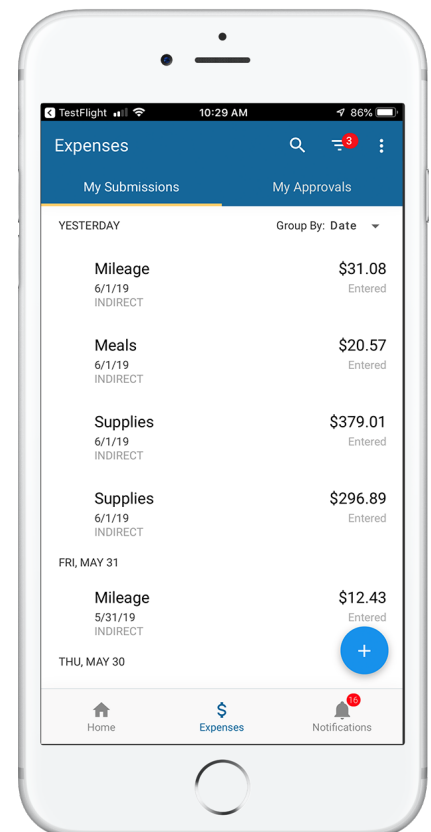 TestFlight 10:29 AM 86%
Expenses 3
My Submissions My Approvals
YESTERDAY Group By: Date
Mileage $31.08
6/1/19 Entered
INDIRECT
Meals $20.57
6/1/19 Entered
INDIRECT
Supplies $379.01
6/1/19 Entered
INDIRECT
Supplies $296.89
6/1/19 Entered
INDIRECT
FRI, MAY 31
Mileage $12.43
5/31/19 Entered
INDIRECT
+
THU, MAY 30
$ 16
Home Expenses Notifications